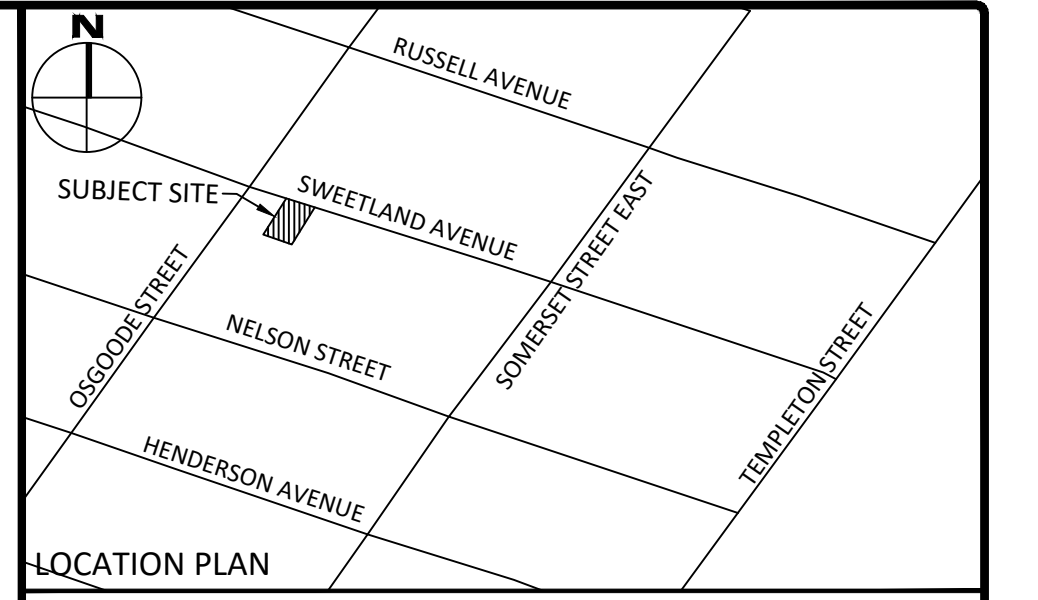 N
RUSSELL AVENUE
SUBJECT SITE
SWEETLAND AVENUE
OSGOODE STREET
SOMERSET STREET EAST
NELSON STREET
TEMPLETON STREET
HENDERSON AVENUE
LOCATION PLAN